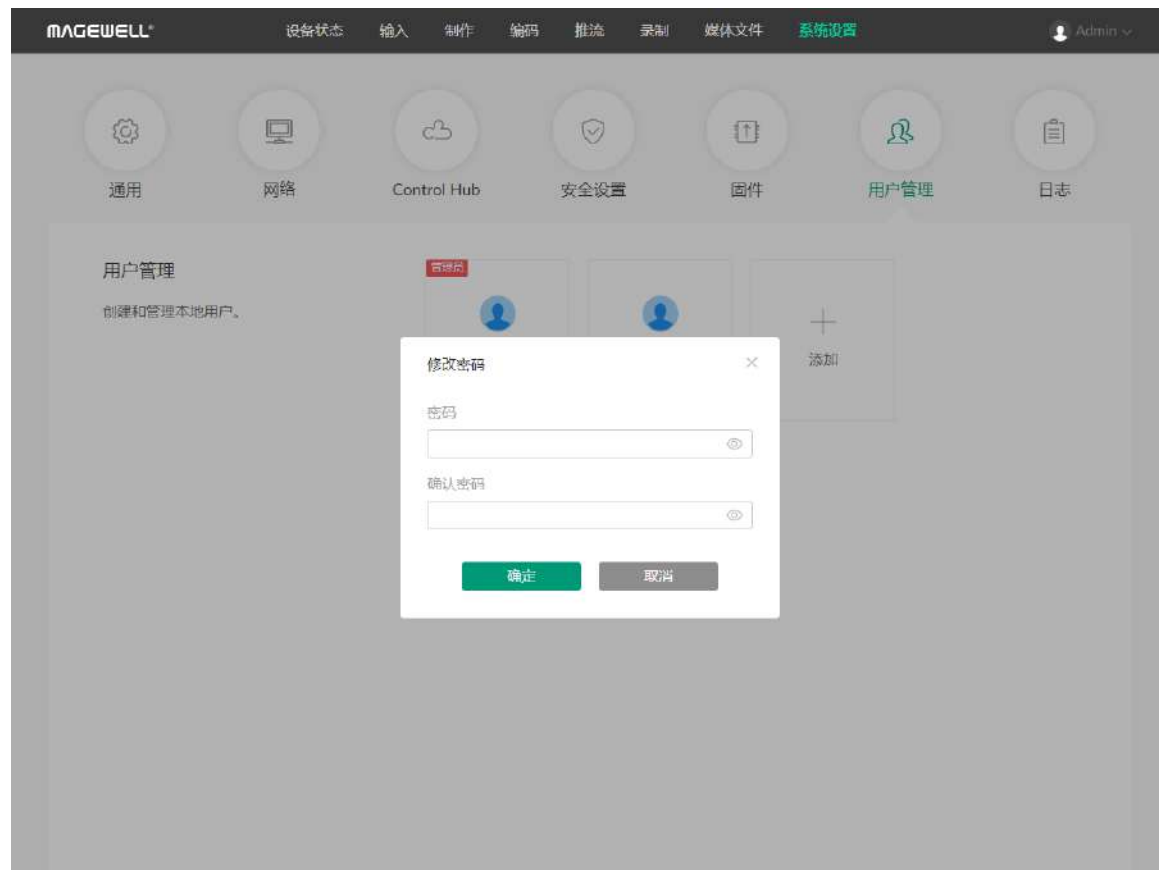 MAGEWELL®
设备状态 输入 制作 编码 推流 录制 媒体文件 系统设置 Admin
通用 网络 Control Hub 安全设置 固件 用户管理 日志
用户管理
管理员
创建和管理本地用户。
添加
修改密码
密码
确认密码
确定 取消